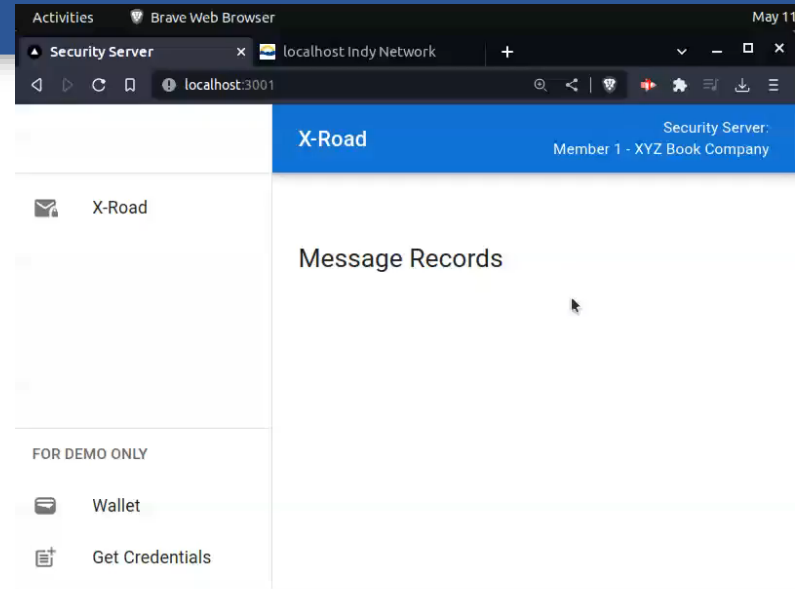 Activities Brave Web Browser May 11
Security Server localhost Indy Network
localhost:3001
X-Road Security Server:
Member 1 - XYZ Book Company
X-Road
Message Records
FOR DEMO ONLY
Wallet
Get Credentials